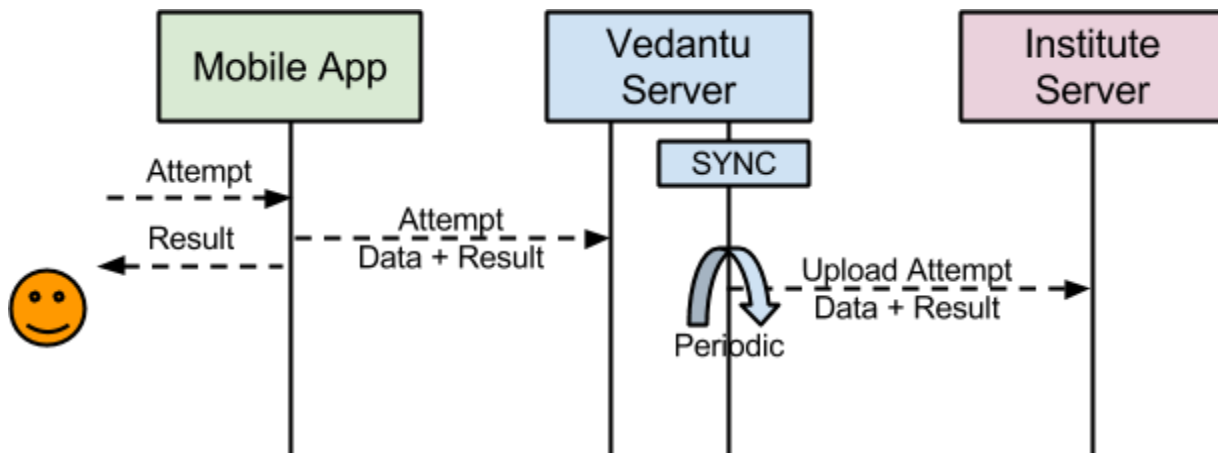 Mobile App
Vedantu
Server
Institute
Server
SYNC
Attempt
Result
Attempt
Data + Result
Upload Attempt
Data + Result
Periodic